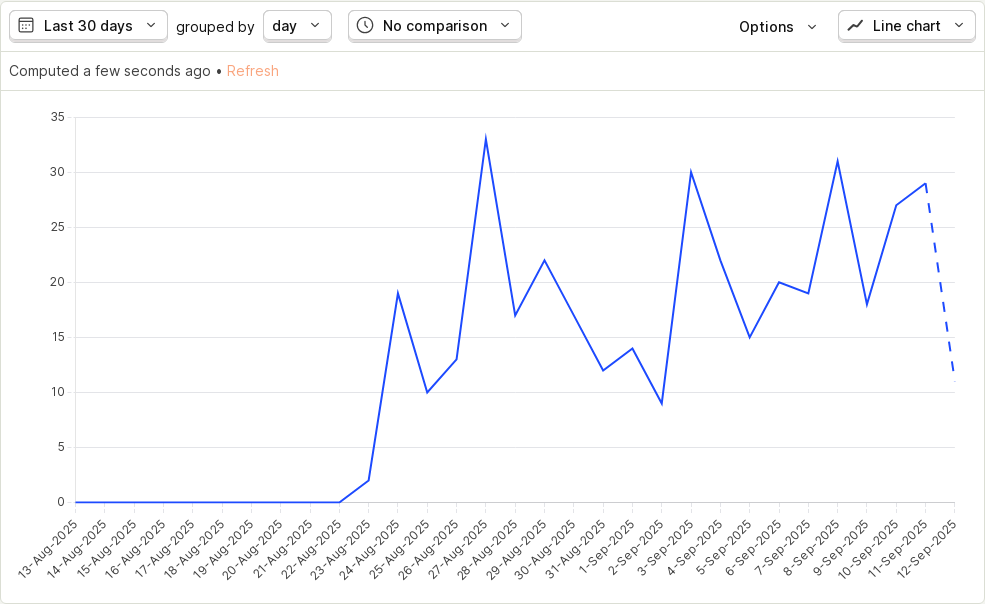 Last 30 days grouped by day No comparison Options Line chart
Computed a few seconds ago • Refresh
35
30
25
20
15
10
5
0
13-Aug-2025
14-Aug-2025
15-Aug-2025
16-Aug-2025
17-Aug-2025
18-Aug-2025
19-Aug-2025
20-Aug-2025
21-Aug-2025
22-Aug-2025
23-Aug-2025
24-Aug-2025
25-Aug-2025
26-Aug-2025
27-Aug-2025
28-Aug-2025
29-Aug-2025
30-Aug-2025
31-Aug-2025
1-Sep-2025
2-Sep-2025
3-Sep-2025
4-Sep-2025
5-Sep-2025
6-Sep-2025
7-Sep-2025
8-Sep-2025
9-Sep-2025
10-Sep-2025
11-Sep-2025
12-Sep-2025